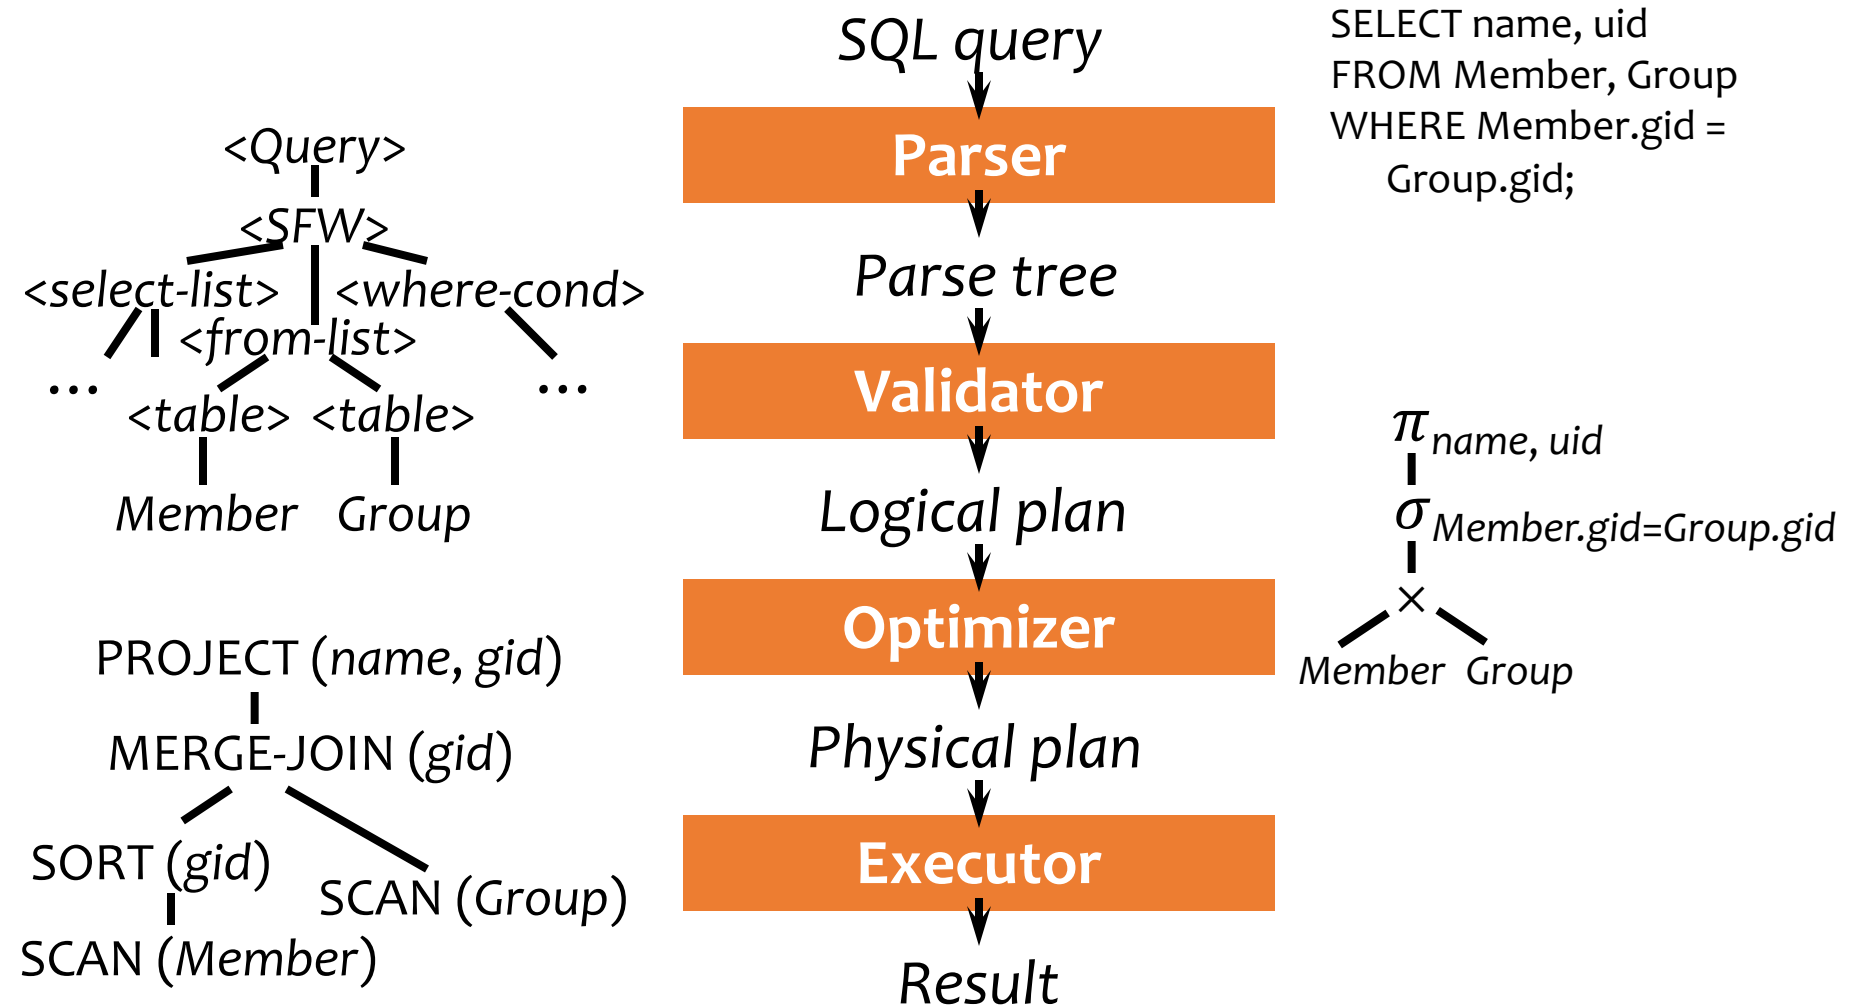 SQL query
Parser
Parse tree
Validator
Logical plan
Optimizer
Physical plan
Executor
Result
SELECT name, uid
FROM Member, Group
WHERE Member.gid =
Group.gid;
<Query>
<SFW>
<select-list> <where-cond>
<from-list>
... ...
<table> <table>
Member Group
π name, uid
σ Member.gid=Group.gid
×
Member Group
PROJECT (name, gid)
MERGE-JOIN (gid)
SORT (gid)
SCAN (Group)
SCAN (Member)